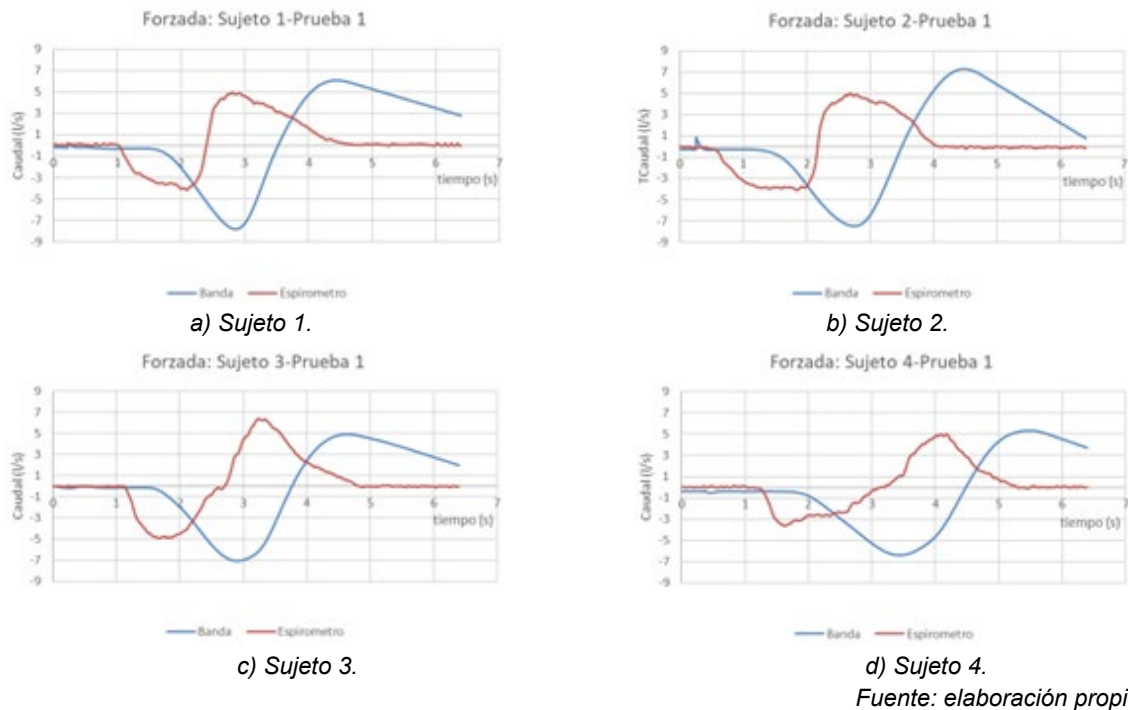 Forzada: Sujeto 1-Prueba 1
Caudal (l/s)
9
7
5
3
1
-1
-3
-5
-7
-9
0 1 2 3 4 5 6 7
tiempo (s)
Banda Espirometro
a) Sujeto 1.
Forzada: Sujeto 2-Prueba 1
TCaudal (l/s)
9
7
5
3
1
-1
-3
-5
-7
-9
0 1 2 3 4 5 6 7
tiempo (s)
Banda Espirometro
b) Sujeto 2.
Forzada: Sujeto 3-Prueba 1
Caudal (l/s)
9
7
5
3
1
-1
-3
-5
-7
-9
0 1 2 3 4 5 6 7
tiempo (s)
Banda Espirometro
c) Sujeto 3.
Forzada: Sujeto 4-Prueba 1
Caudal (l/s)
9
7
5
3
1
-1
-3
-5
-7
-9
0 1 2 3 4 5 6 7
tiempo (s)
Banda Espirometro
d) Sujeto 4.
Fuente: elaboración propi